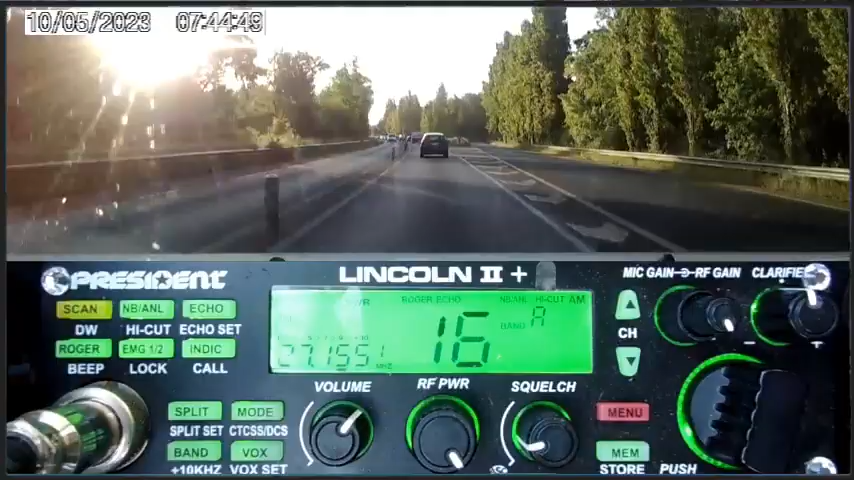 10/05/2023 07:44:49
PRESIDENT LINCOLN II + MIC GAIN RF GAIN CLARIFIER
SCAN NB/ANL ECHO
DW HI-CUT ECHO SET
ROGER EMG 1/2 INDIC
BEEP LOCK CALL
PWR ROGER ECHO NB/ANL HI-CUT AM
BAND A
27.1551 MHz 16
CH
VOLUME RF PWR SQUELCH
SPLIT MODE
SPLIT SET CTCSS/DCS
BAND VOX
+10KHZ VOX SET
MENU
MEM
STORE PUSH
- +